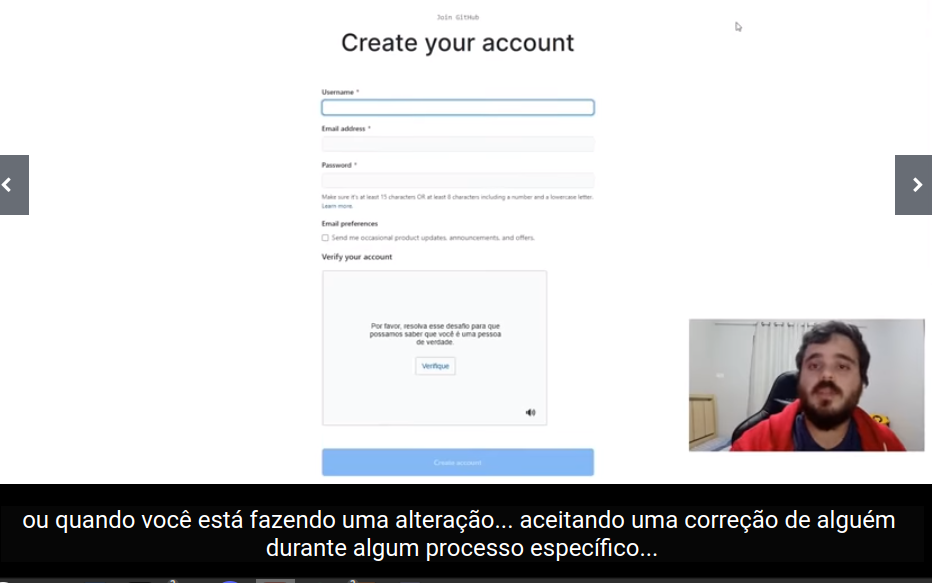 Join GitHub
Create your account
Username *
Email address *
Password *
Make sure it's at least 15 characters OR at least 8 characters including a number and a lowercase letter.
Learn more.
Email preferences
Send me occasional product updates, announcements, and offers.
Verify your account
Por favor, resolva esse desafio para que
possamos saber que você é uma pessoa
de verdade.
Verifique
Create account
ou quando você está fazendo uma alteração... aceitando uma correção de alguém
durante algum processo específico...